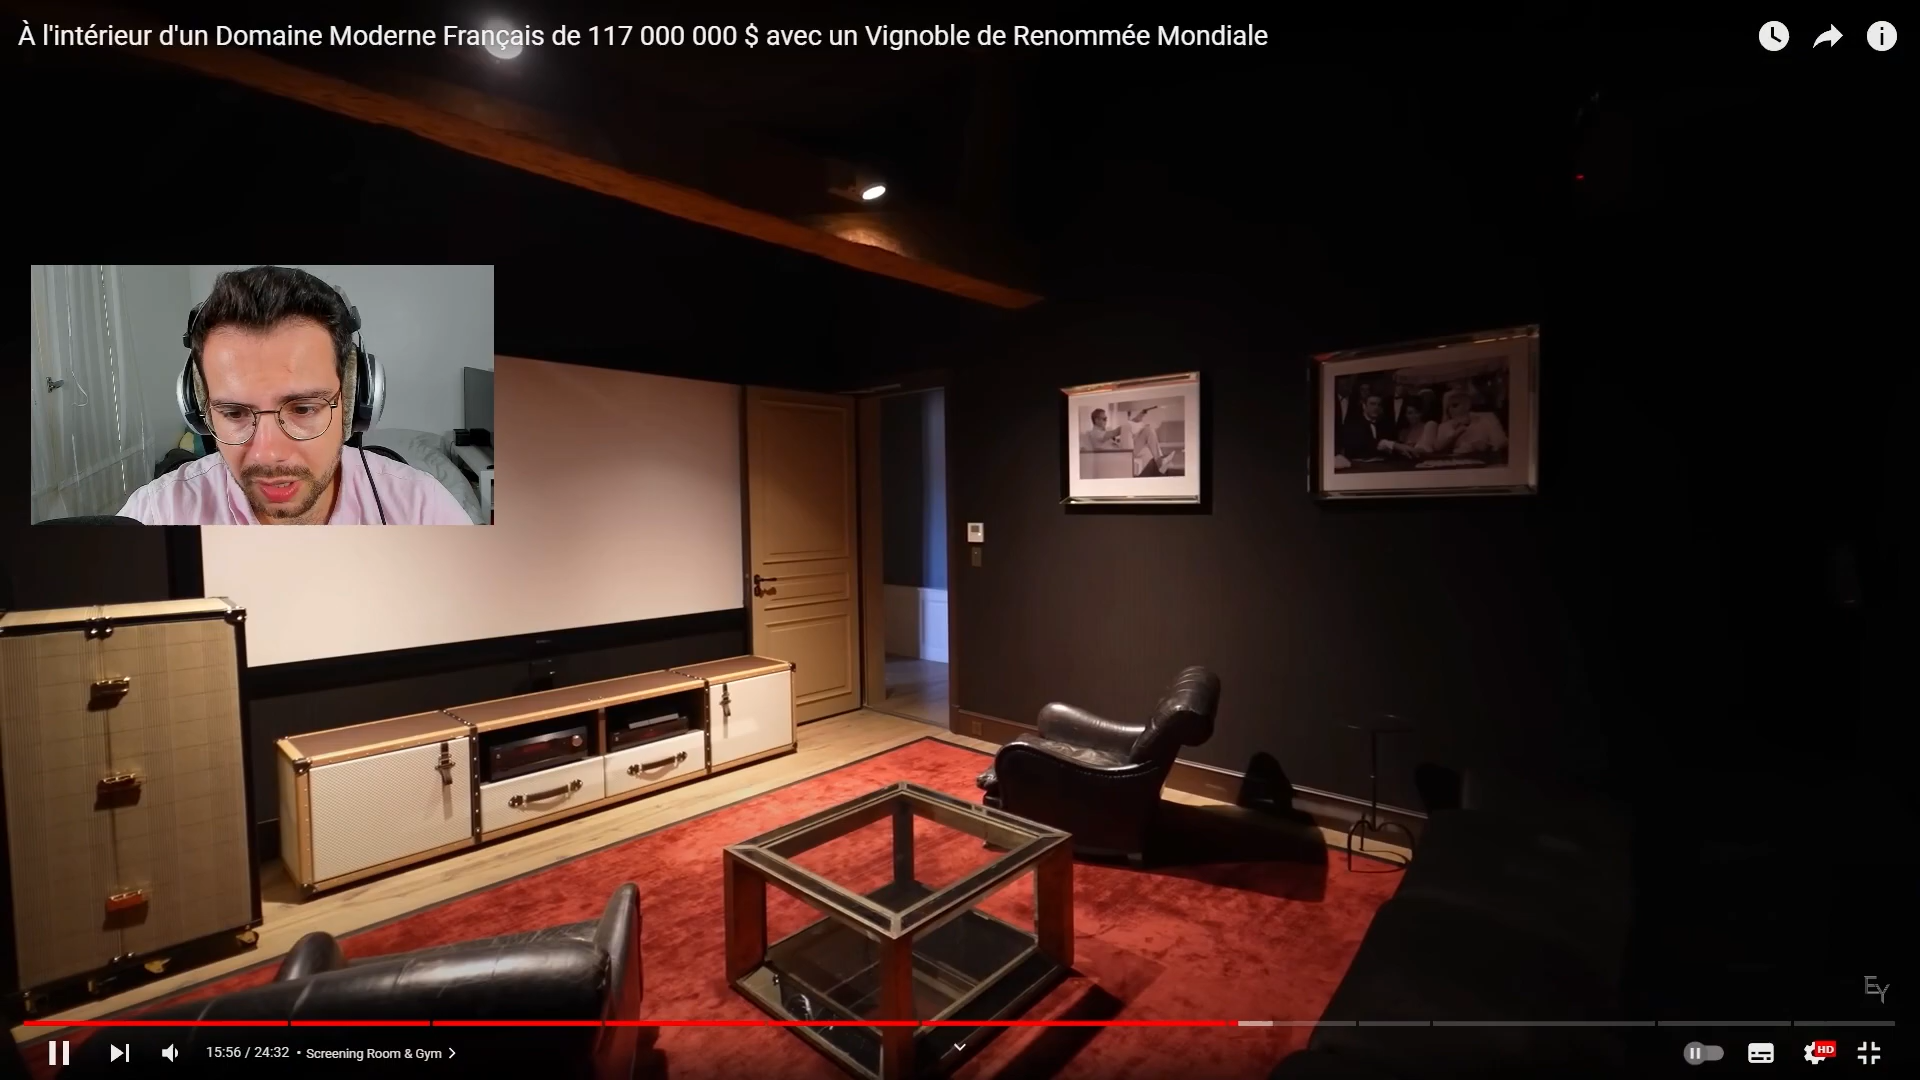 À l'intérieur d'un Domaine Moderne Français de 117 000 000 $ avec un Vignoble de Renommée Mondiale
EY
15:56 / 24:32 • Screening Room & Gym
HD